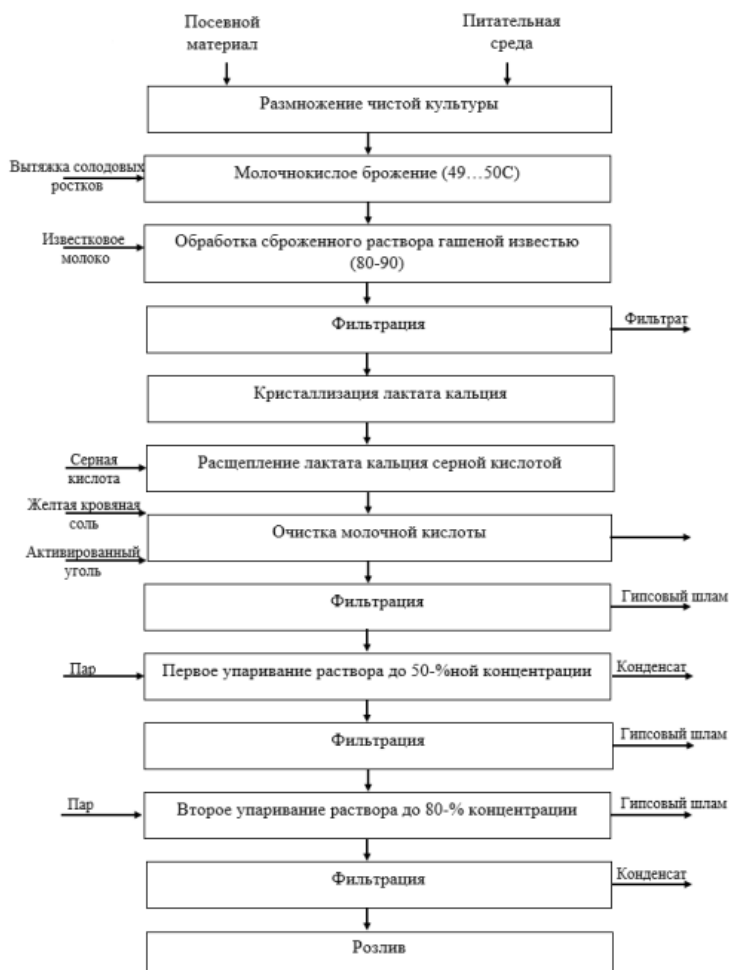 Посевной
материал
Питательная
среда
Размножение чистой культуры
Вытяжка солодовых
ростков
Молочнокислое брожение (49…50С)
Известковое
молоко
Обработка сброженного раствора гашеной известью
(80-90)
Фильтрация
Фильтрат
Кристаллизация лактата кальция
Серная
кислота
Расщепление лактата кальция серной кислотой
Желтая кровяная
соль
Очистка молочной кислоты
Активированный
уголь
Фильтрация
Гипсовый шлам
Пар
Первое упаривание раствора до 50-%ной концентрации
Конденсат
Фильтрация
Гипсовый шлам
Пар
Второе упаривание раствора до 80-% концентрации
Гипсовый шлам
Фильтрация
Конденсат
Розлив